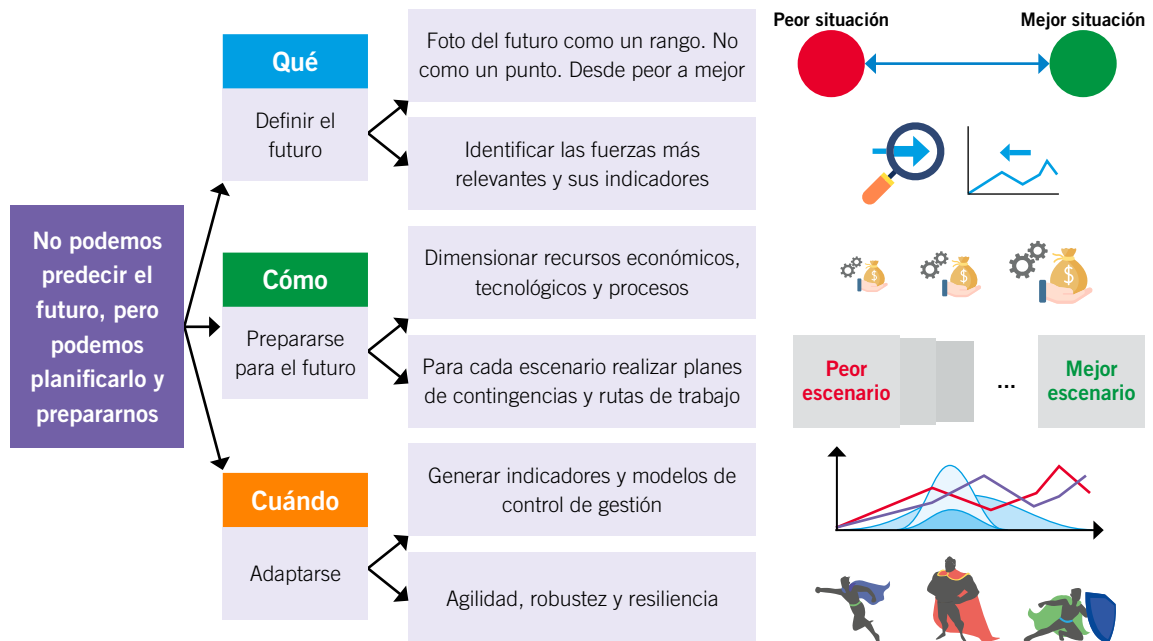 No podemos
predecir el
futuro, pero
podemos
planificarlo y
prepararnos
Qué
Definir el
futuro
Foto del futuro como un rango. No
como un punto. Desde peor a mejor
Identificar las fuerzas más
relevantes y sus indicadores
Peor situación
Mejor situación
Cómo
Prepararse
para el futuro
Dimensionar recursos económicos,
tecnológicos y procesos
Para cada escenario realizar planes
de contingencias y rutas de trabajo
$
$
$
Peor
escenario
...
Mejor
escenario
Cuándo
Adaptarse
Generar indicadores y modelos de
control de gestión
Agilidad, robustez y resiliencia